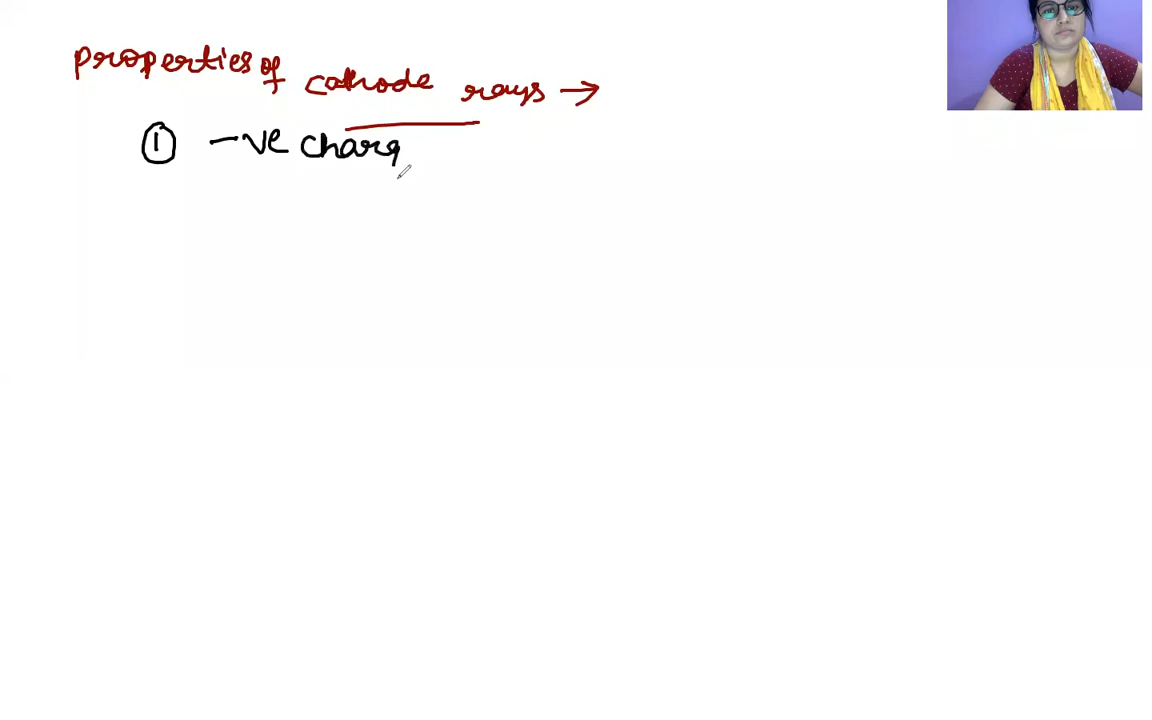 properties of cathode rays →
① -ve charg